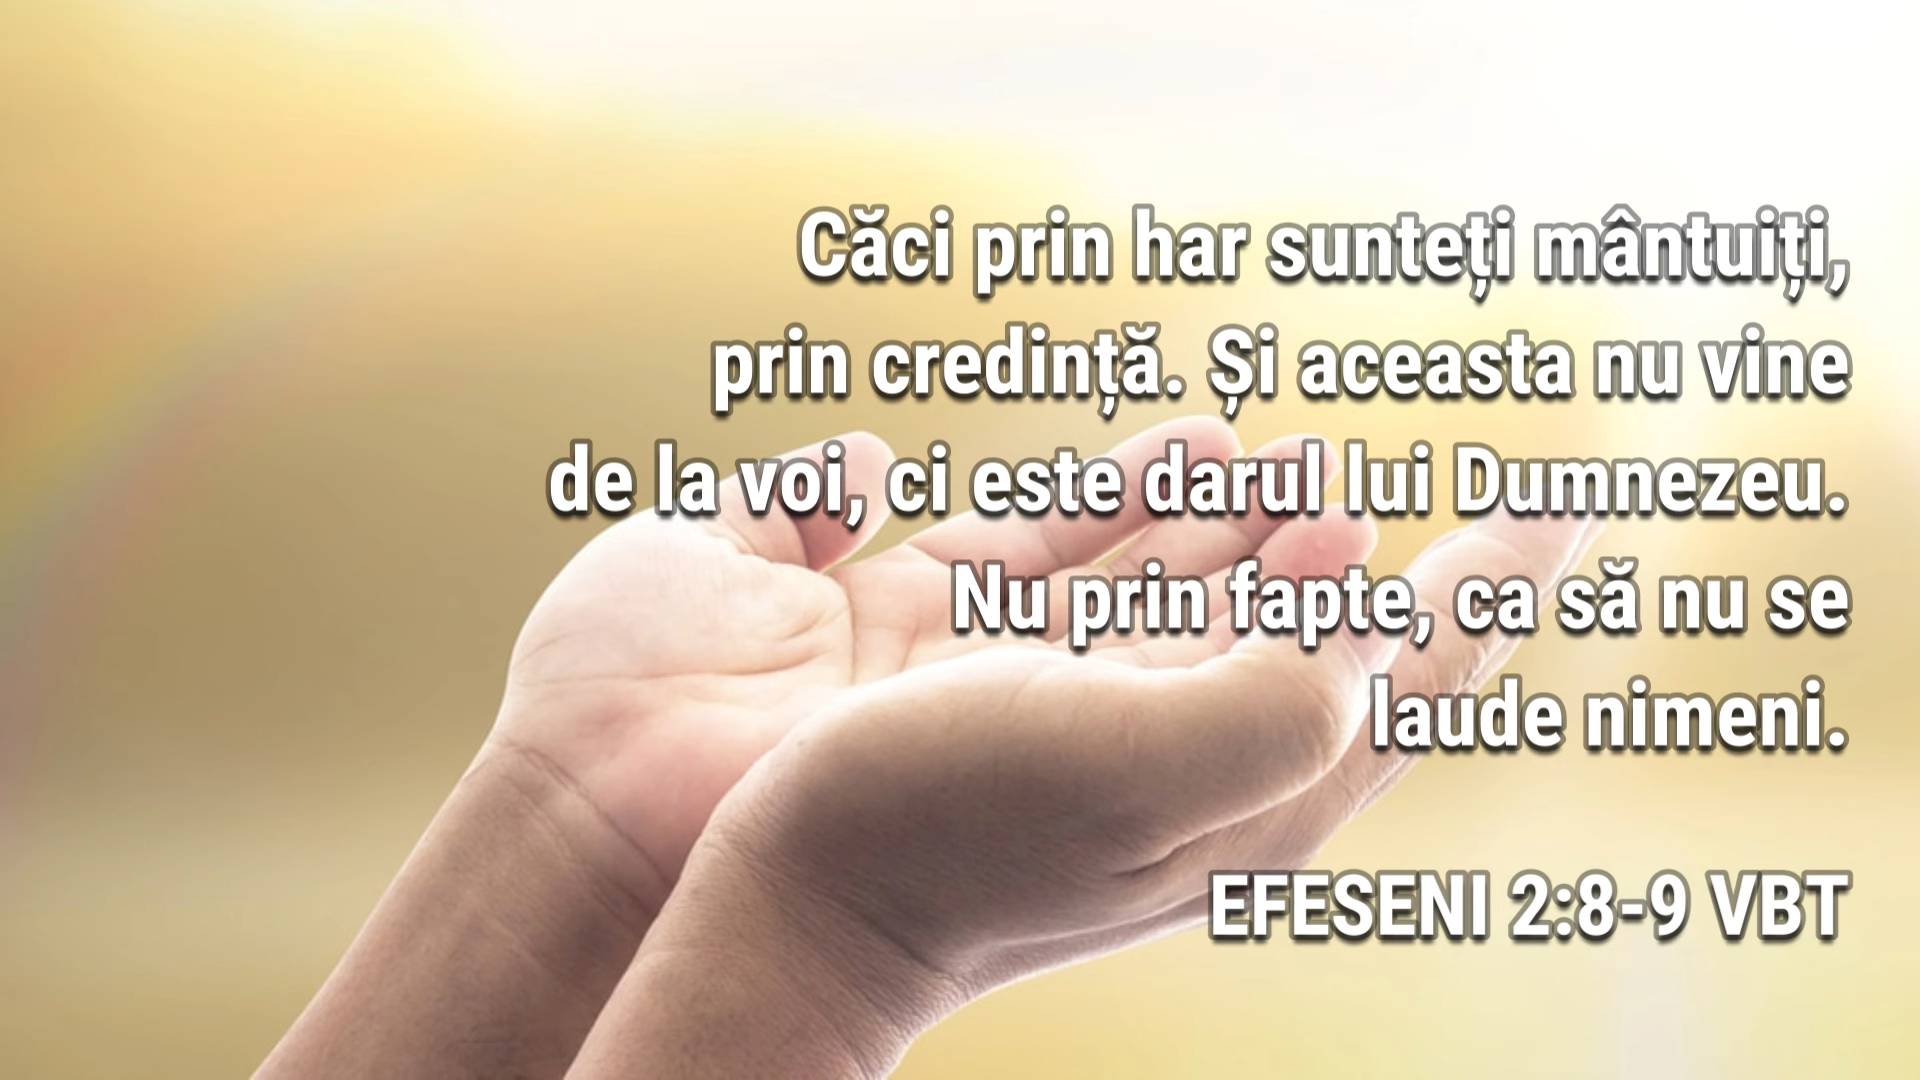 Căci prin har sunteți mântuiți,
prin credință. Și aceasta nu vine
de la voi, ci este darul lui Dumnezeu.
Nu prin fapte, ca să nu se
laude nimeni.
EFESENI 2:8-9 VBT